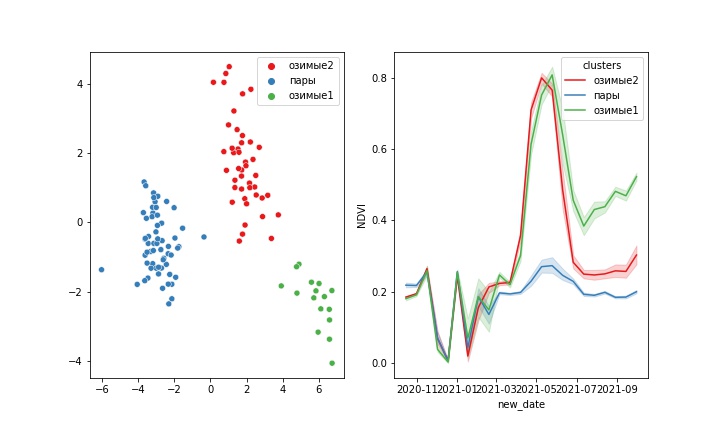 озимые2
пары
озимые1
4
2
0
−2
−4
−6 −4 −2 0 2 4 6
clusters
озимые2
пары
озимые1
0.8
0.6
0.4
0.2
0.0
NDVI
2020-11 2021-01 2021-03 2021-05 2021-07 2021-09
new_date